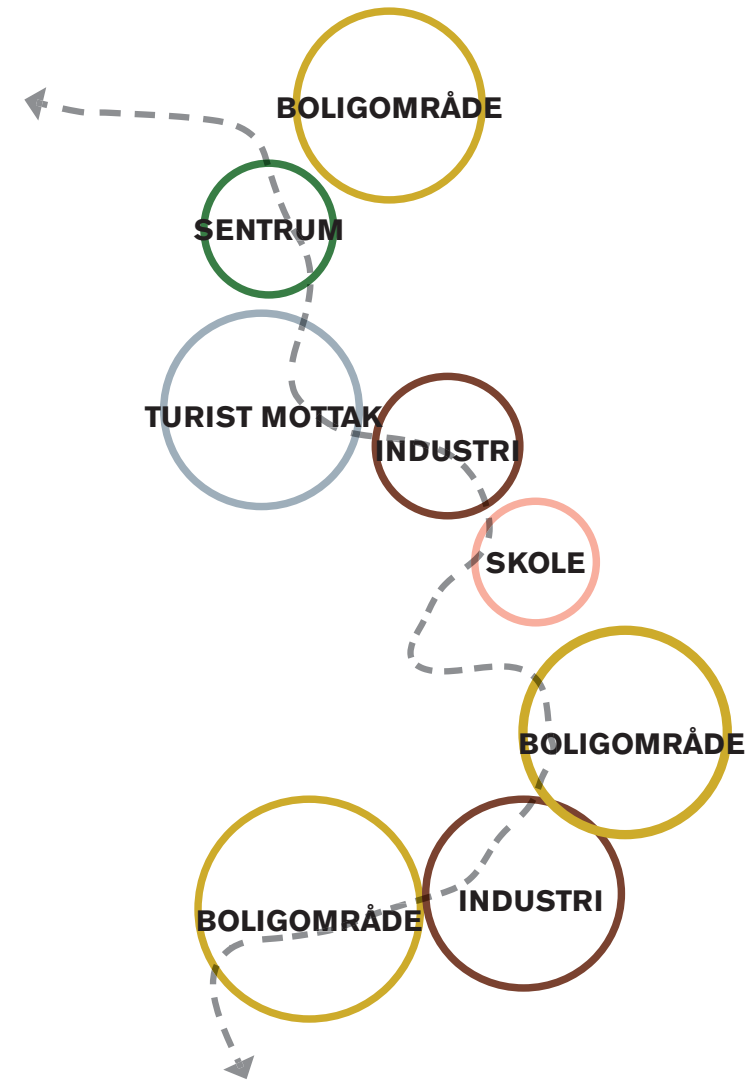 BOLIGOMRÅDE
SENTRUM
TURIST MOTTAK
INDUSTRI
SKOLE
BOLIGOMRÅDE
INDUSTRI
BOLIGOMRÅDE